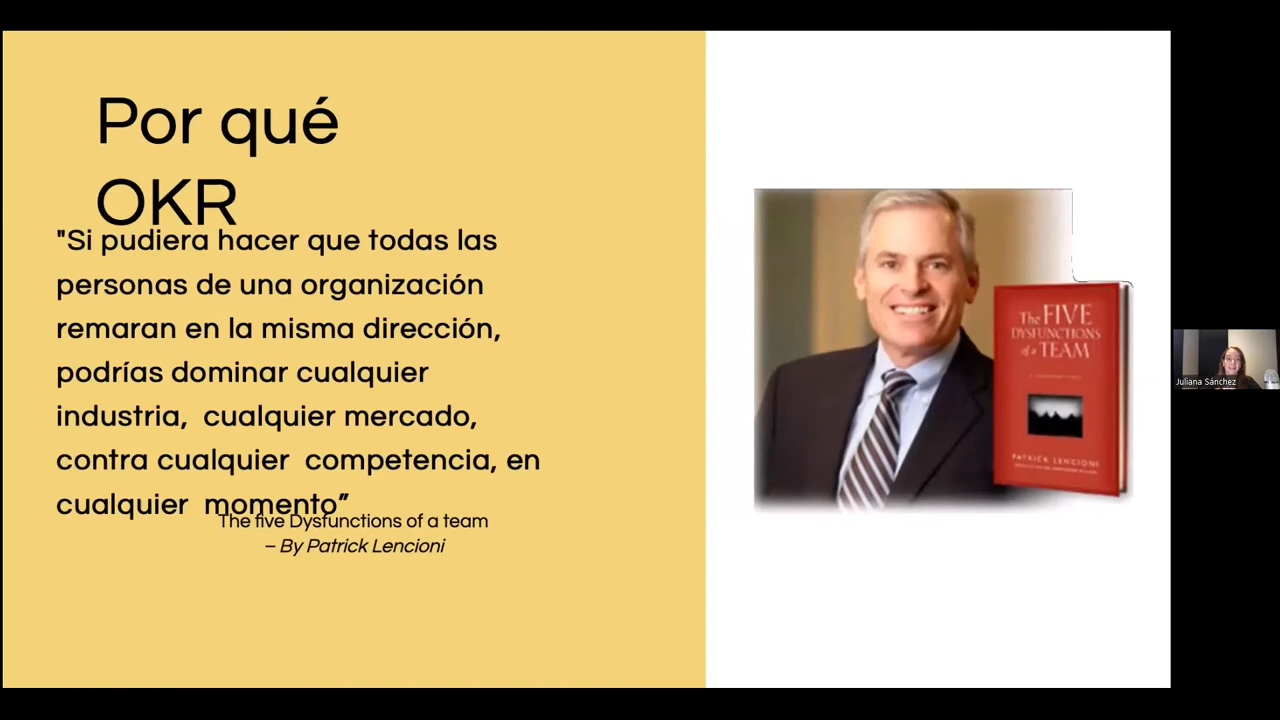 Por qué
OKR
"Si pudiera hacer que todas las
personas de una organización
remaran en la misma dirección,
podrías dominar cualquier
industria,  cualquier mercado,
contra cualquier  competencia, en
cualquier  momento”
The five Dysfunctions of a team
– By Patrick Lencioni
The FIVE
DYSFUNCTIONS
of a TEAM
PATRICK LENCIONI
Juliana Sánchez